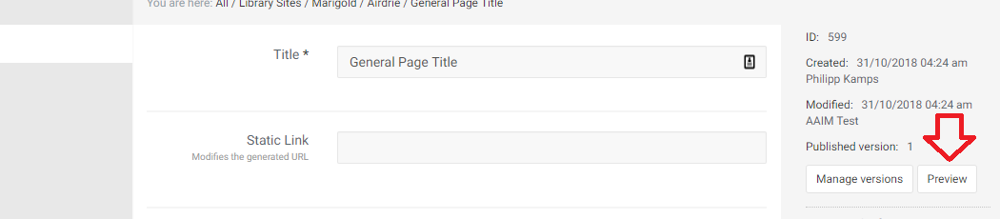 You are here: All / Library Sites / Marigold / Airdrie / General Page Title
Title *
General Page Title
Static Link
Modifies the generated URL
ID: 599
Created: 31/10/2018 04:24 am
Philipp Kamps
Modified: 31/10/2018 04:24 am
AAIM Test
Published version: 1
Manage versions
Preview